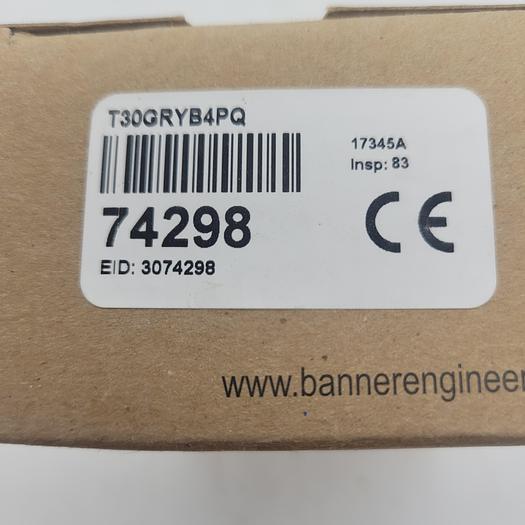 T30GRYB4PQ
17345A
Insp: 83
74298
CE
EID: 3074298
www.bannerengineer